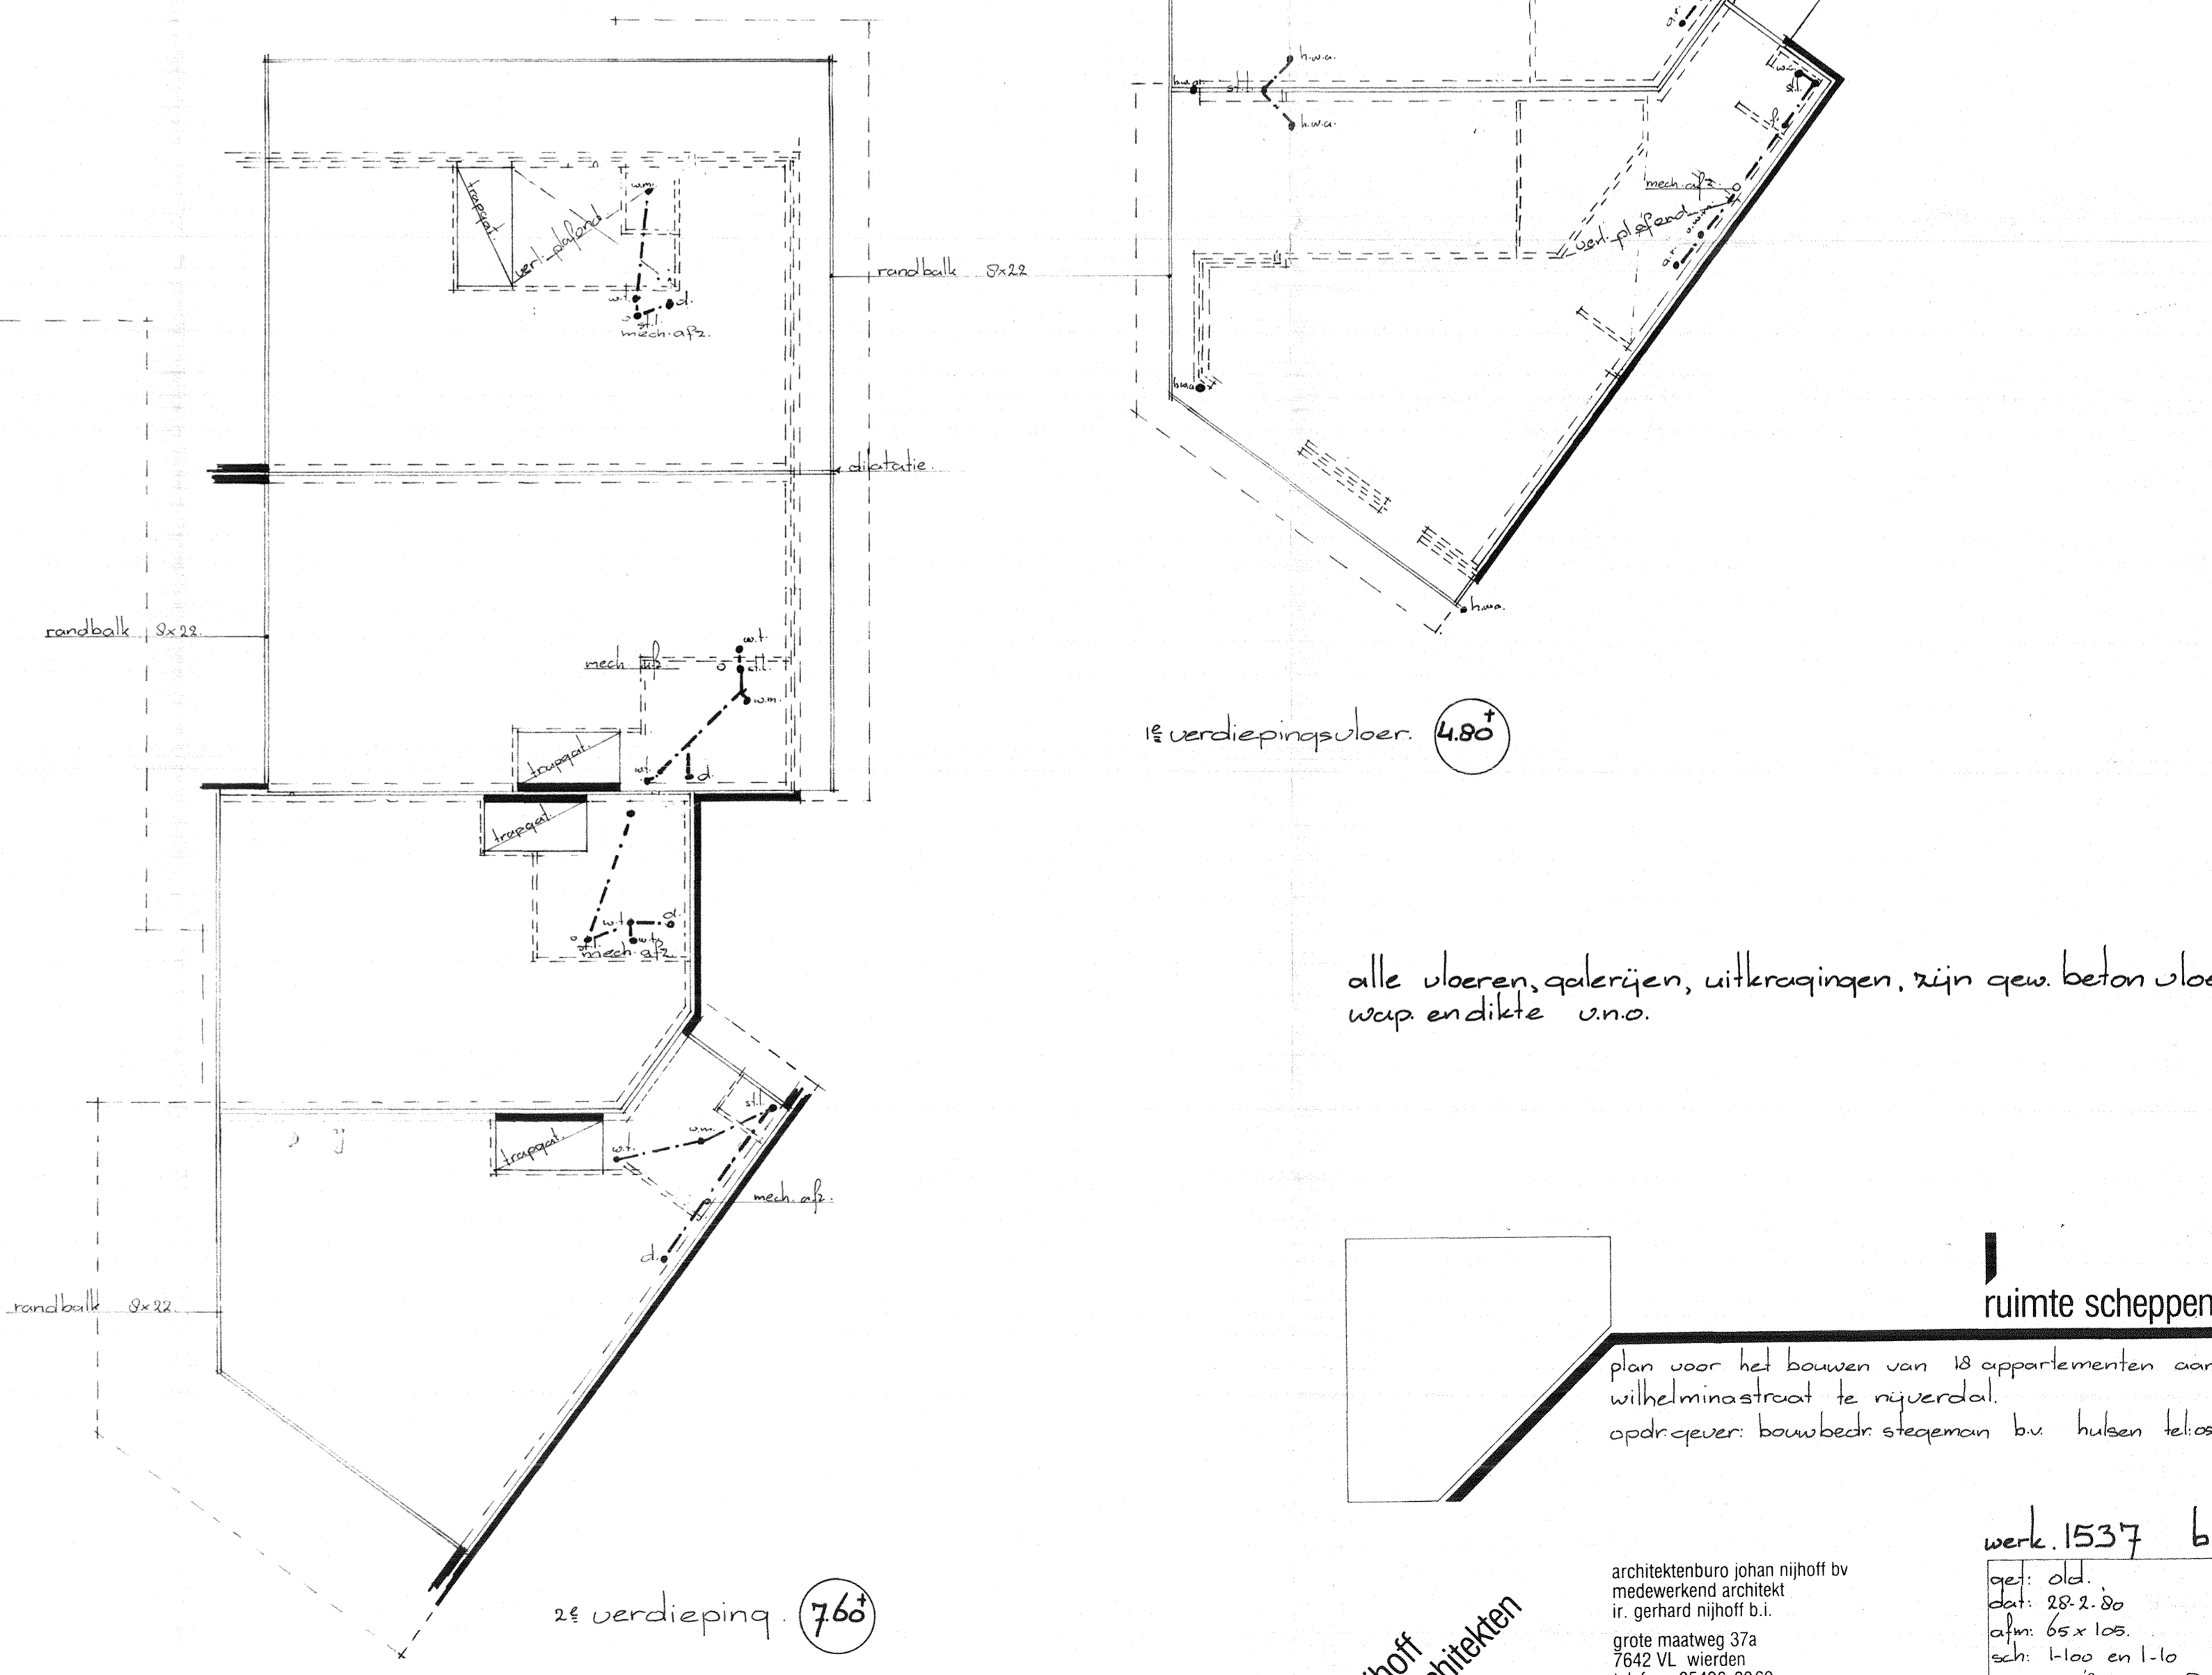 trapgat.
verl. plafond
w.m.
w.t.
d.
st.l.
mech. afz.
randbalk 8x22
dilatatie.
randbalk 8x22.
w.t.
mech. afz.
st.l.
w.m.
trapgat.
w.t.
d.
trapgat.
w.t.
d.
st.l.
mech. afz.
st.l.
w.m.
w.t.
trapgat.
mech. afz.
d.
randbalk 8x22.
2e verdieping. 7.60+
g.r.
h.w.a.
st.l.
h.w.a.
w.c.
st.l.
f.
mech. afz.
verl. plafond
h.w.a.
h.w.a.
1e verdiepingsvloer. 4.80+
alle vloeren, galerijen, uitkragingen, zijn gew. beton vloe
wap. en dikte v.n.o.
ruimte scheppen
plan voor het bouwen van 18 appartementen aan
wilhelminastraat te nijverdal.
opdr. gever: bouwbedr. stegeman b.v. hulsen tel:05
werk. 1537 b
get: old.
dat: 28-2-80
afm: 65 x 105.
sch: 1-100 en 1-10
architektenburo johan nijhoff bv
medewerkend architekt
ir. gerhard nijhoff b.i.
grote maatweg 37a
7642 VL wierden
jhoff
chitekten